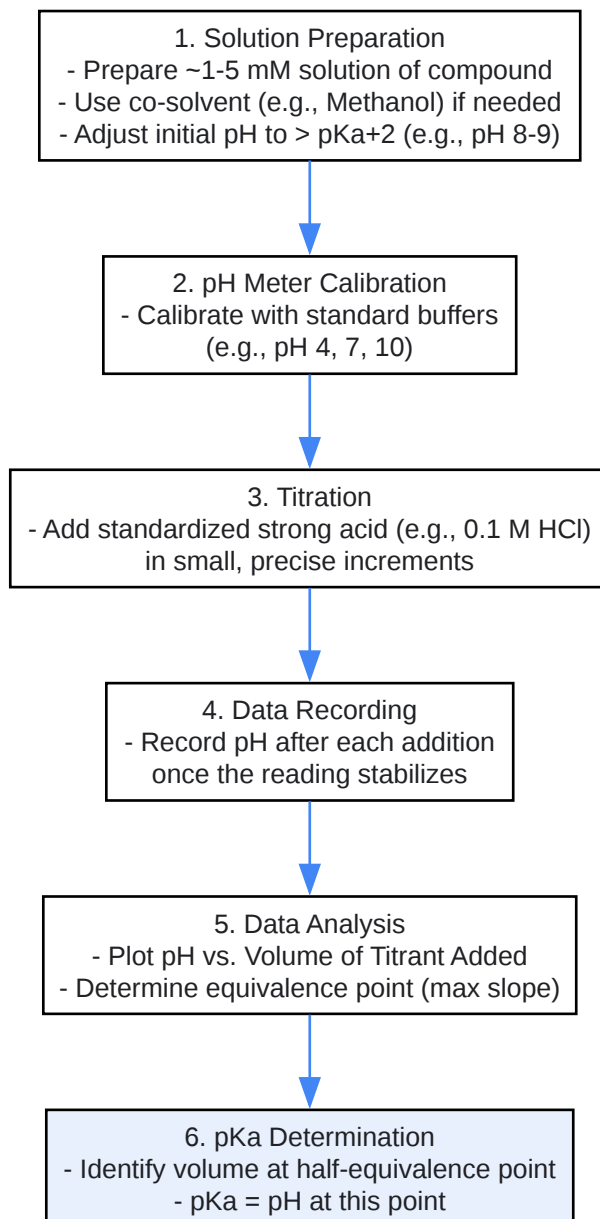 1. Solution Preparation
- Prepare ~1-5 mM solution of compound
- Use co-solvent (e.g., Methanol) if needed
- Adjust initial pH to > pKa+2 (e.g., pH 8-9)
2. pH Meter Calibration
- Calibrate with standard buffers
(e.g., pH 4, 7, 10)
3. Titration
- Add standardized strong acid (e.g., 0.1 M HCl)
in small, precise increments
4. Data Recording
- Record pH after each addition
once the reading stabilizes
5. Data Analysis
- Plot pH vs. Volume of Titrant Added
- Determine equivalence point (max slope)
6. pKa Determination
- Identify volume at half-equivalence point
- pKa = pH at this point